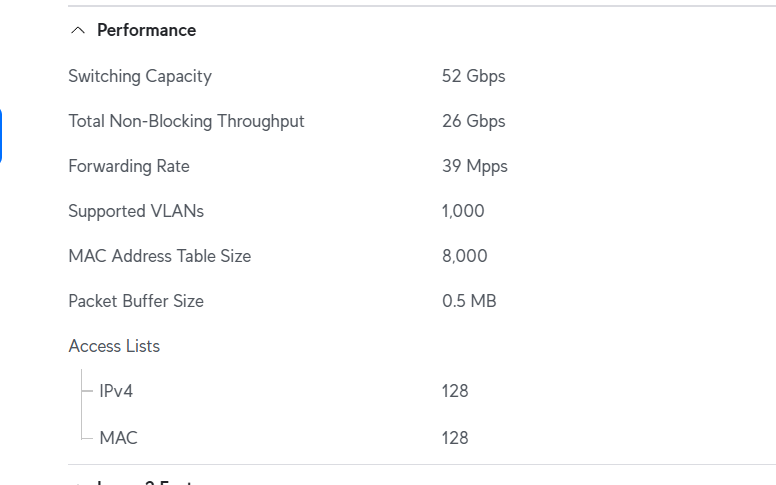 Performance
Switching Capacity 52 Gbps
Total Non-Blocking Throughput 26 Gbps
Forwarding Rate 39 Mpps
Supported VLANs 1,000
MAC Address Table Size 8,000
Packet Buffer Size 0.5 MB
Access Lists
IPv4 128
MAC 128